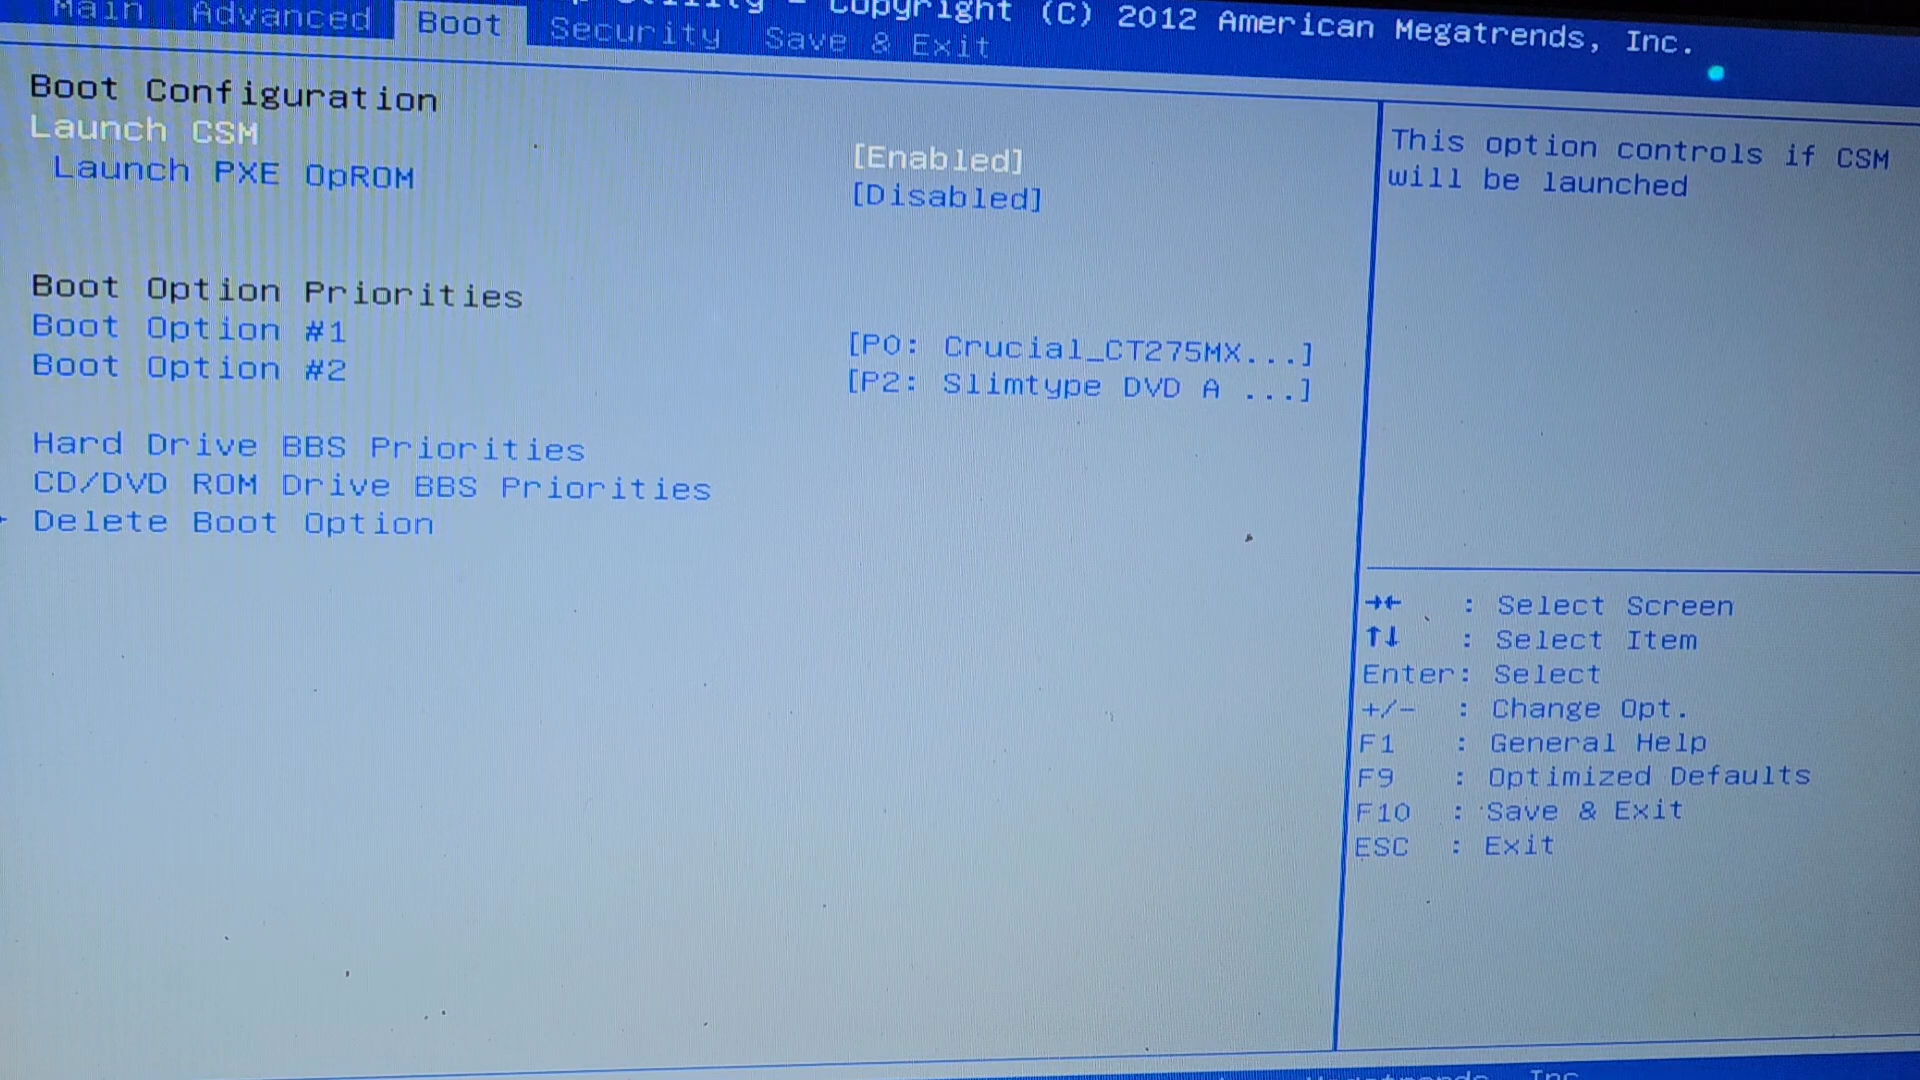 Copyright (C) 2012 American Megatrends, Inc.
Main Advanced Boot Security Save & Exit
Boot Configuration
Launch CSM [Enabled]
Launch PXE OpROM [Disabled]
Boot Option Priorities
Boot Option #1 [P0: Crucial_CT275MX...]
Boot Option #2 [P2: Slimtype DVD A ...]
Hard Drive BBS Priorities
CD/DVD ROM Drive BBS Priorities
Delete Boot Option
This option controls if CSM
will be launched
→← : Select Screen
↑↓ : Select Item
Enter: Select
+/- : Change Opt.
F1 : General Help
F9 : Optimized Defaults
F10 : Save & Exit
ESC : Exit